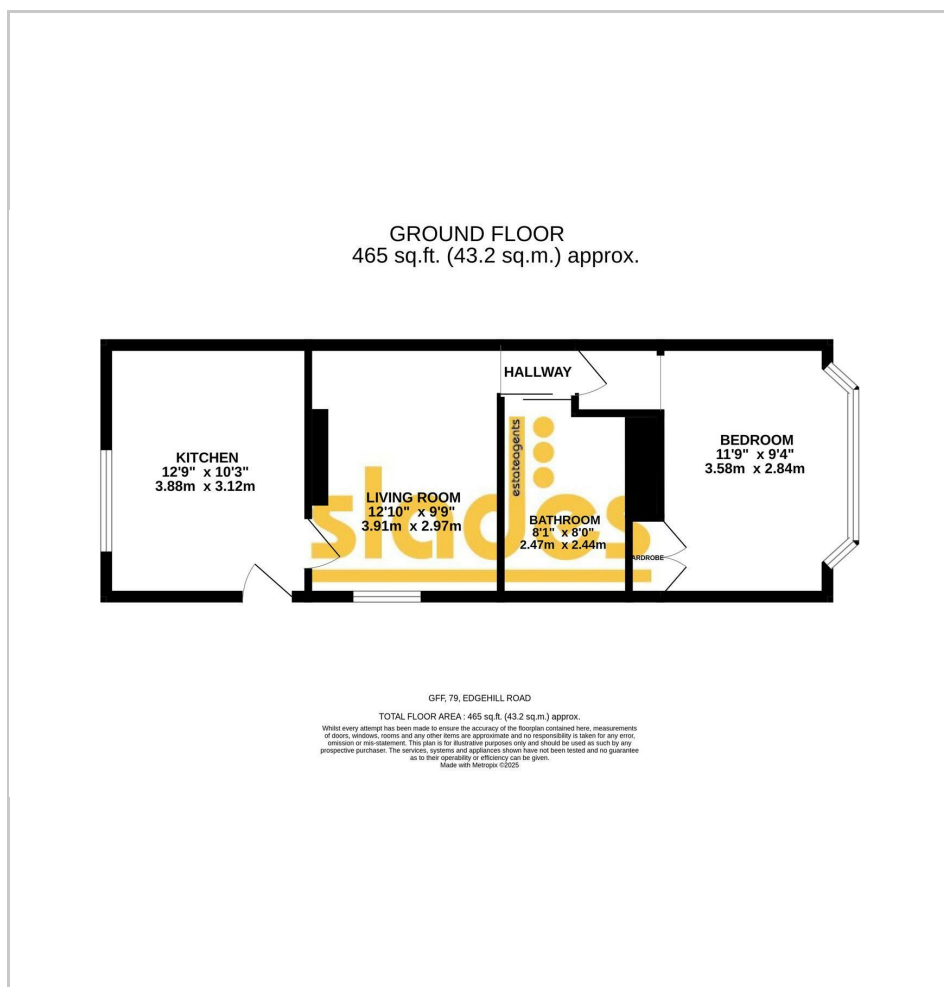 GROUND FLOOR
465 sq.ft. (43.2 sq.m.) approx.
HALLWAY
KITCHEN
12'9" x 10'3"
3.88m x 3.12m
LIVING ROOM
12'10" x 9'9"
3.91m x 2.97m
estateagents
slades
BATHROOM
8'1" x 8'0"
2.47m x 2.44m
BEDROOM
11'9" x 9'4"
3.58m x 2.84m
ARDROBE
GFF, 79, EDGEHILL ROAD
TOTAL FLOOR AREA : 465 sq.ft. (43.2 sq.m.) approx.
Whilst every attempt has been made to ensure the accuracy of the floorplan contained here, measurements
of doors, windows, rooms and any other items are approximate and no responsibility is taken for any error,
omission or mis-statement. This plan is for illustrative purposes only and should be used as such by any
prospective purchaser. The services, systems and appliances shown have not been tested and no guarantee
as to their operability or efficiency can be given.
Made with Metropix ©2025